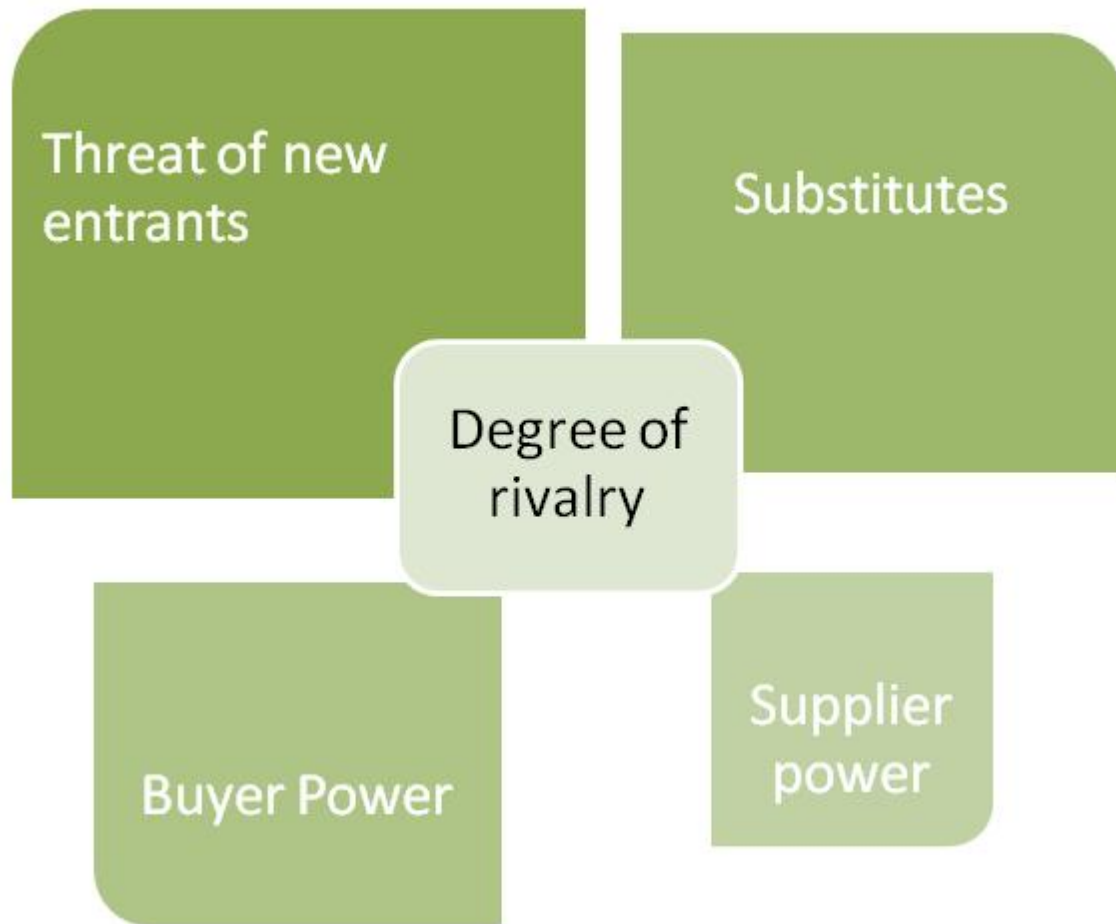 Threat of new
entrants
Substitutes
Degree of
rivalry
Buyer Power
Supplier
power